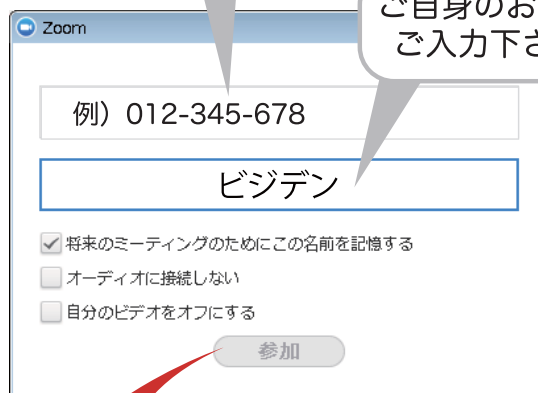 ご自身のお
ご入力下さ
Zoom
例）012-345-678
ビジデン
将来のミーティングのためにこの名前を記憶する
オーディオに接続しない
自分のビデオをオフにする
参加